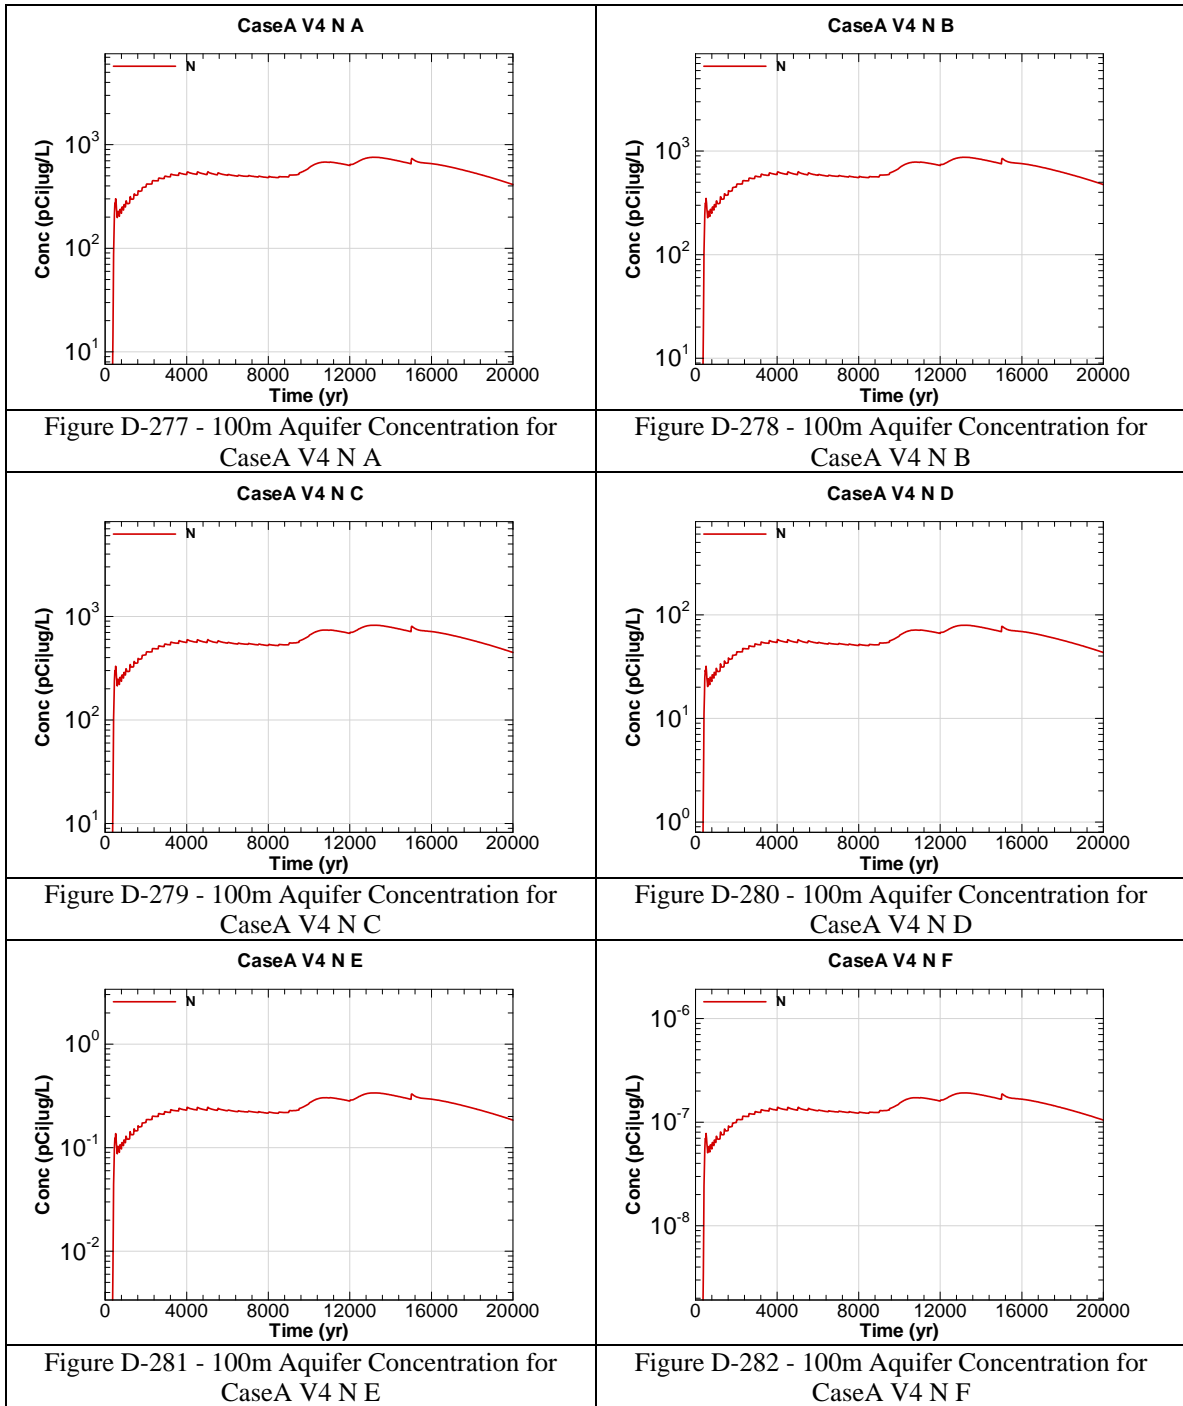 CaseA V4 N A
N
10^3
10^2
10^1
Conc (pCi|ug/L)
0 4000 8000 12000 16000 20000
Time (yr)
Figure D-277 - 100m Aquifer Concentration for
CaseA V4 N A
CaseA V4 N B
N
10^3
10^2
10^1
Conc (pCi|ug/L)
0 4000 8000 12000 16000 20000
Time (yr)
Figure D-278 - 100m Aquifer Concentration for
CaseA V4 N B
CaseA V4 N C
N
10^3
10^2
10^1
Conc (pCi|ug/L)
0 4000 8000 12000 16000 20000
Time (yr)
Figure D-279 - 100m Aquifer Concentration for
CaseA V4 N C
CaseA V4 N D
N
10^2
10^1
10^0
Conc (pCi|ug/L)
0 4000 8000 12000 16000 20000
Time (yr)
Figure D-280 - 100m Aquifer Concentration for
CaseA V4 N D
CaseA V4 N E
N
10^0
10^-1
10^-2
Conc (pCi|ug/L)
0 4000 8000 12000 16000 20000
Time (yr)
Figure D-281 - 100m Aquifer Concentration for
CaseA V4 N E
CaseA V4 N F
N
10^-6
10^-7
10^-8
Conc (pCi|ug/L)
0 4000 8000 12000 16000 20000
Time (yr)
Figure D-282 - 100m Aquifer Concentration for
CaseA V4 N F